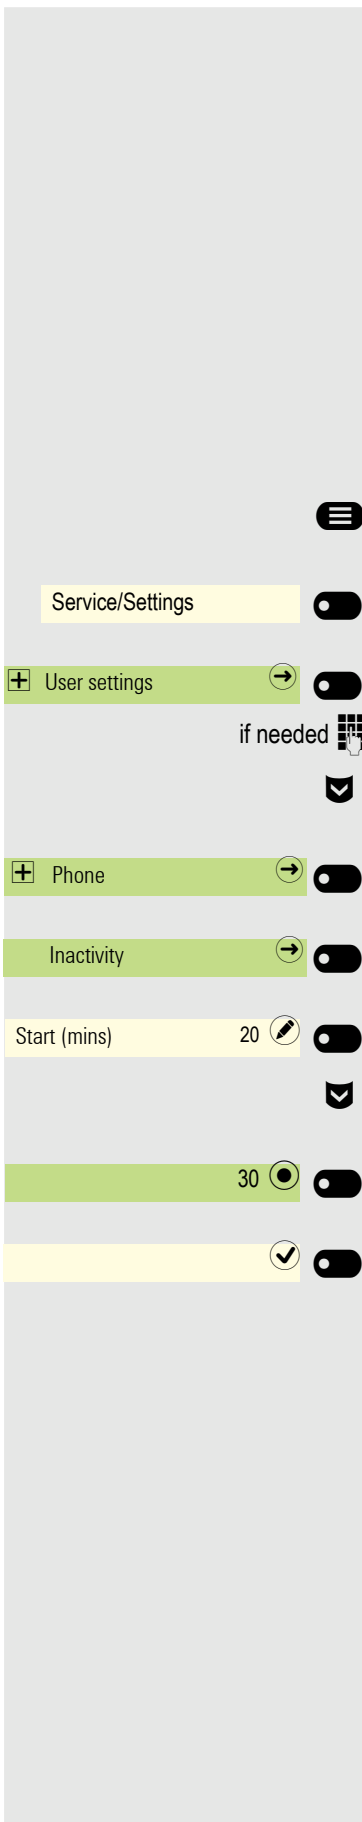 Service/Settings
User settings
if needed
Phone
Inactivity
Start (mins) 20
30